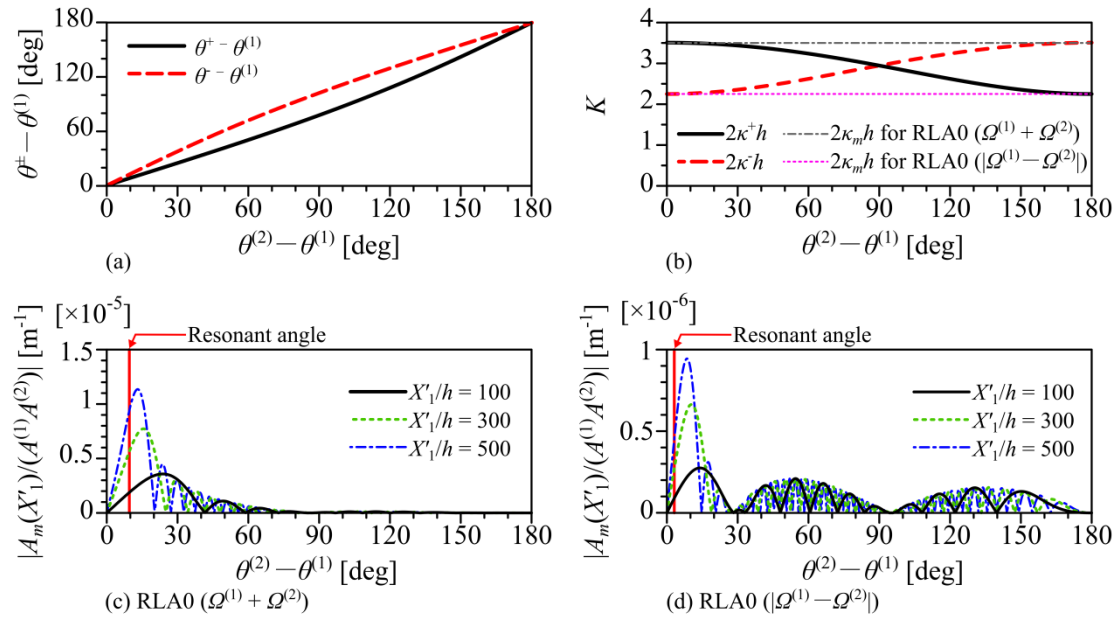 180
120
60
0
θ± − θ(1) [deg]
θ+ − θ(1)
θ- − θ(1)
0 30 60 90 120 150 180
θ(2) − θ(1) [deg]
(a)
4
3
2
1
0
K
2κ+h
2κ-h
2κmh for RLA0 (Ω(1) + Ω(2))
2κmh for RLA0 (|Ω(1) − Ω(2)|)
0 30 60 90 120 150 180
θ(2) − θ(1) [deg]
(b)
[×10-5]
Resonant angle
1.5
1
0.5
0
|Am(X′1)/(A(1)A(2))| [m-1]
X′1/h = 100
X′1/h = 300
X′1/h = 500
0 30 60 90 120 150 180
θ(2) − θ(1) [deg]
(c) RLA0 (Ω(1) + Ω(2))
[×10-6]
Resonant angle
1
0.5
0
|Am(X′1)/(A(1)A(2))| [m-1]
X′1/h = 100
X′1/h = 300
X′1/h = 500
0 30 60 90 120 150 180
θ(2) − θ(1) [deg]
(d) RLA0 (|Ω(1) − Ω(2)|)